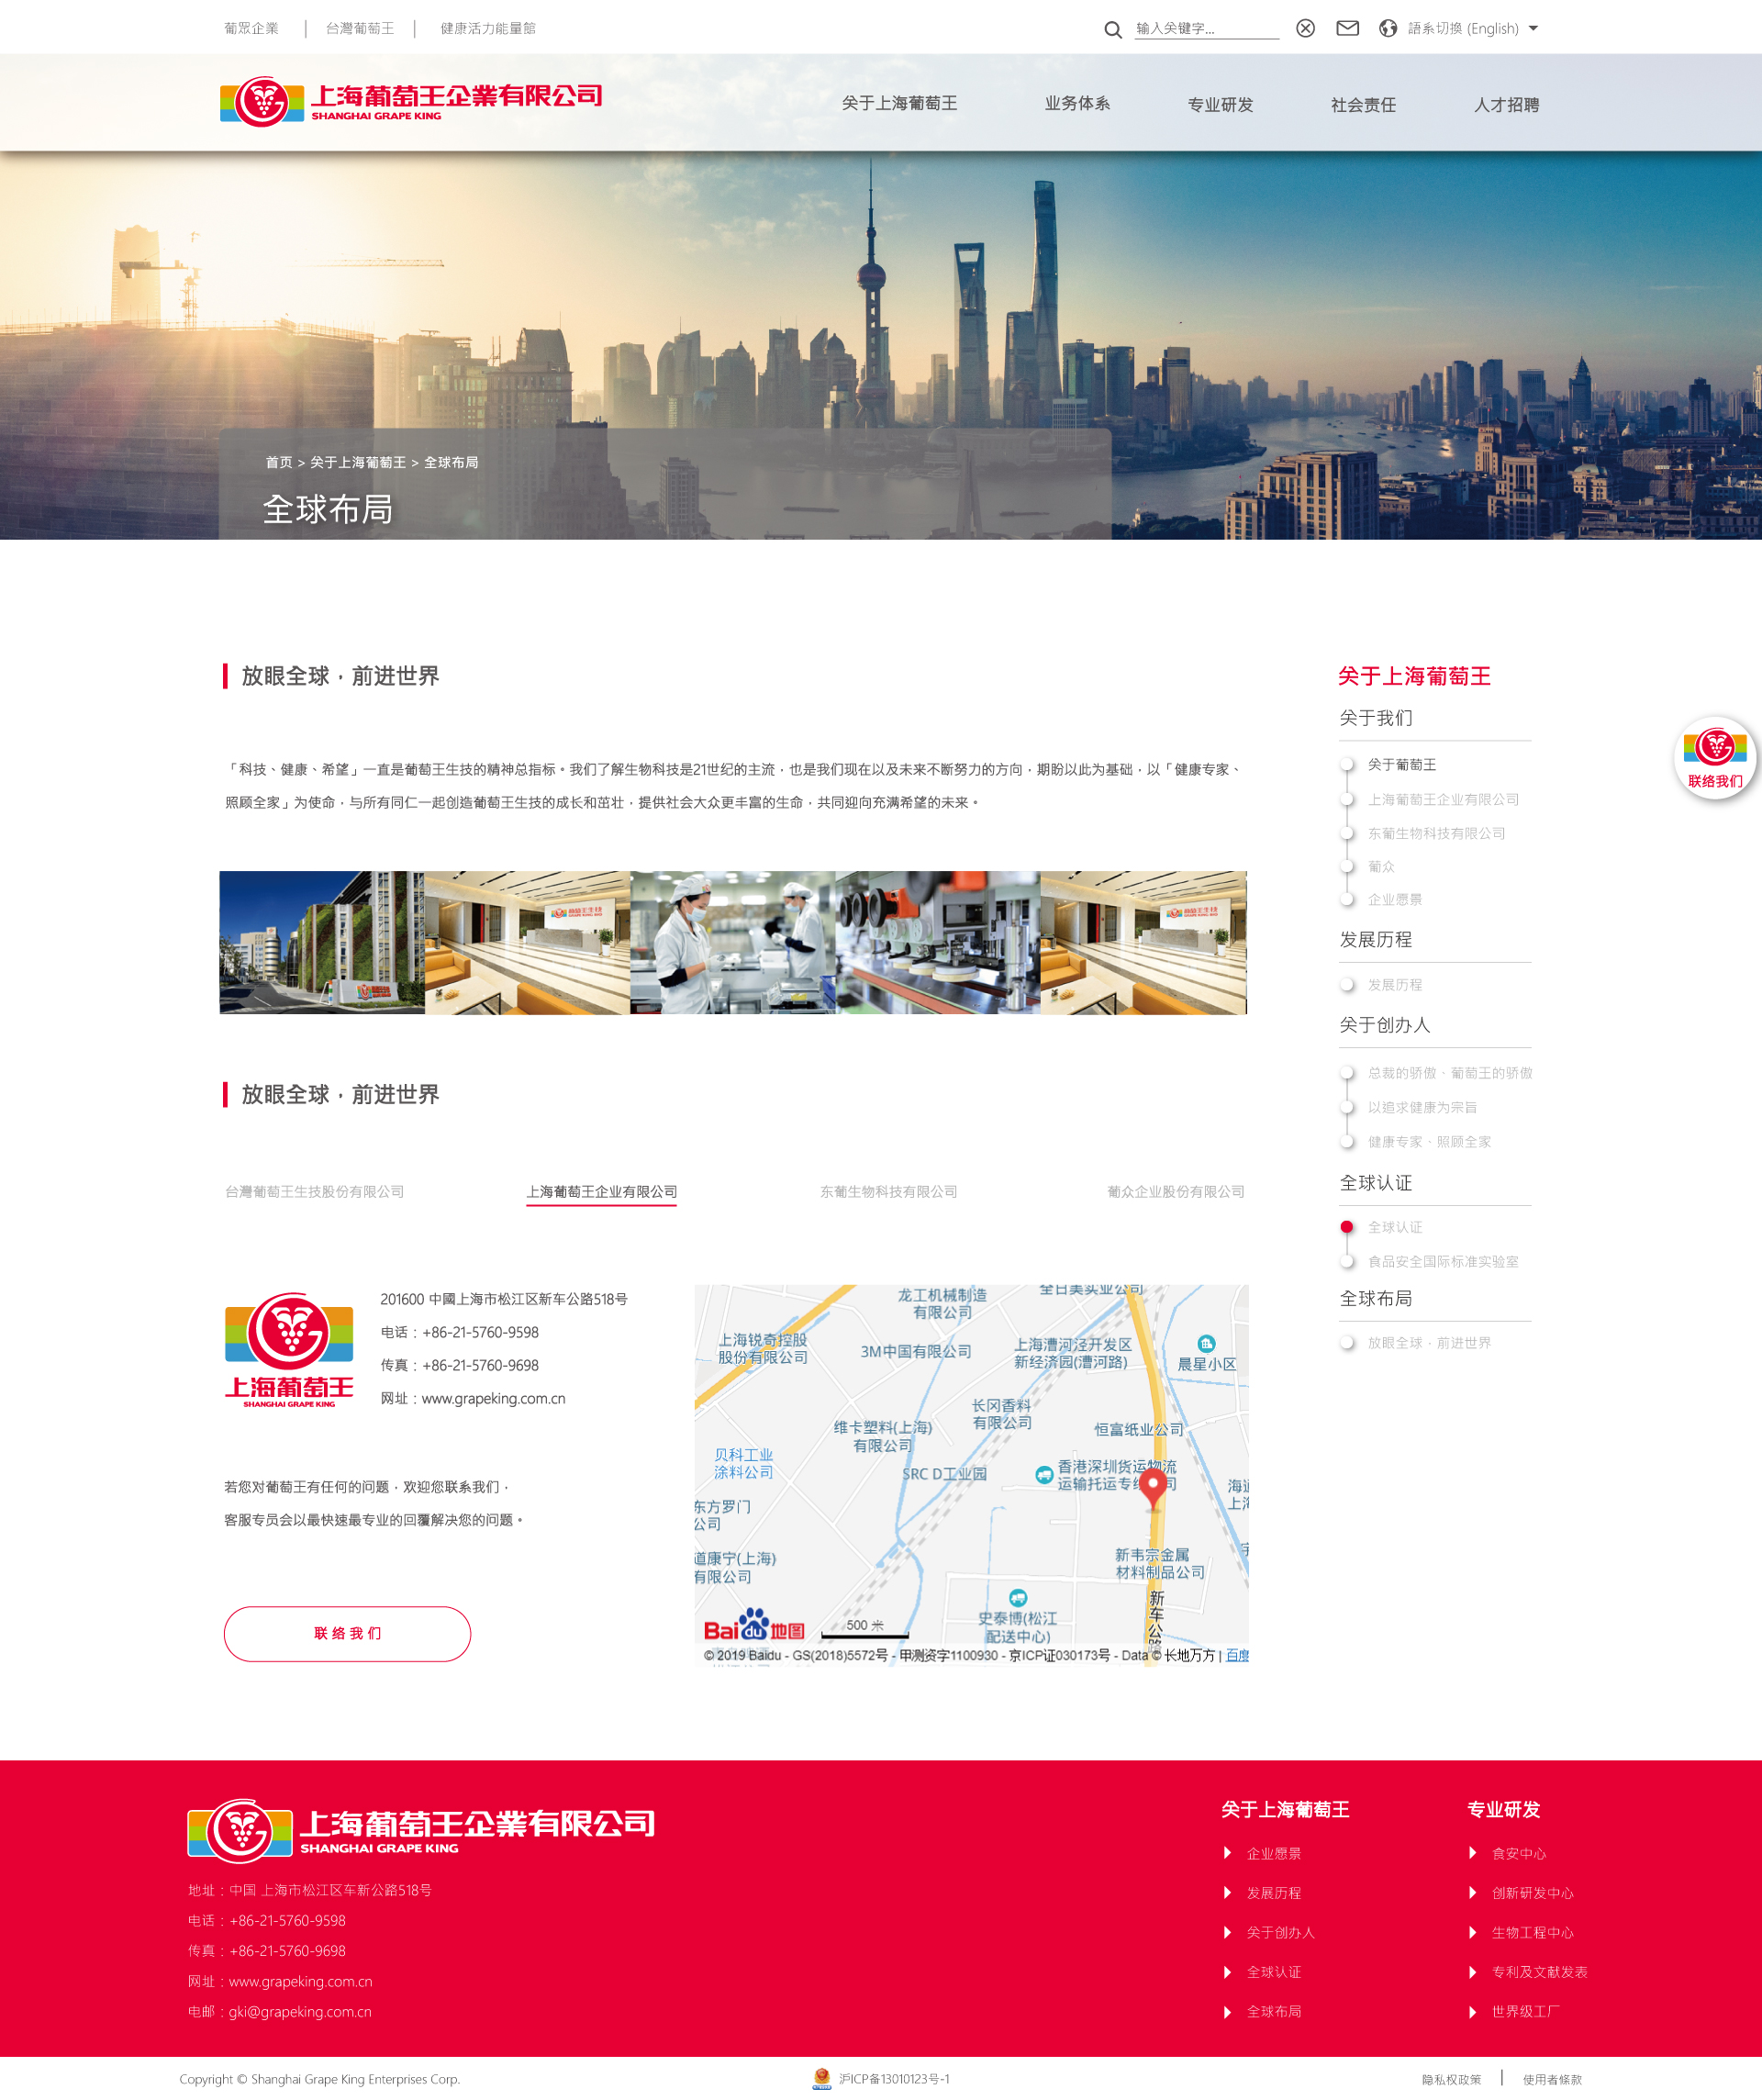 葡眾企業 | 台灣葡萄王 | 健康活力能量館
输入关键字...
語系切換 (English)
上海葡萄王企業有限公司
SHANGHAI GRAPE KING
关于上海葡萄王 业务体系 专业研发 社会责任 人才招聘
首页 > 关于上海葡萄王 > 全球布局
全球布局
放眼全球，前进世界
「科技、健康、希望」一直是葡萄王生技的精神总指标。我们了解生物科技是21世纪的主流，也是我们现在以及未来不断努力的方向，期盼以此为基础，以「健康专家、
照顾全家」为使命，与所有同仁一起创造葡萄王生技的成长和茁壮，提供社会大众更丰富的生命，共同迎向充满希望的未来。
葡萄王生技
GRAPE KING BIO
葡萄王生技
GRAPE KING BIO
放眼全球，前进世界
台灣葡萄王生技股份有限公司
上海葡萄王企业有限公司
东葡生物科技有限公司
葡众企业股份有限公司
上海葡萄王
SHANGHAI GRAPE KING
201600 中國上海市松江区新车公路518号
电话：+86-21-5760-9598
传真：+86-21-5760-9698
网址：www.grapeking.com.cn
若您对葡萄王有任何的问题，欢迎您联系我们，
客服专员会以最快速最专业的回覆解决您的问题。
联络我们
龙工机械制造
有限公司
全日美实业公司
上海锐奇控股
股份有限公司
3M中国有限公司
上海漕河泾开发区
新经济园(漕河路)
晨星小区
长冈香料
有限公司
维卡塑料(上海)
有限公司
恒富纸业公司
贝科工业
涂料公司
SRC D工业园
香港深圳货运物流
运输托运专线公司
海通
上海
东方罗门
公司
道康宁(上海)
有限公司
新韦宗金属
材料制品公司
新车公路
史泰博(松江
配送中心)
Bai du 地图
500 米
© 2019 Baidu - GS(2018)5572号 - 甲测资字1100930 - 京ICP证030173号 - Data © 长地万方 | 百度
关于上海葡萄王
关于我们
关于葡萄王
上海葡萄王企业有限公司
东葡生物科技有限公司
葡众
企业愿景
发展历程
发展历程
关于创办人
总裁的骄傲，葡萄王的骄傲
以追求健康为宗旨
健康专家、照顾全家
全球认证
全球认证
食品安全国际标准实验室
全球布局
放眼全球，前进世界
联络我们
上海葡萄王企業有限公司
SHANGHAI GRAPE KING
地址：中国 上海市松江区车新公路518号
电话：+86-21-5760-9598
传真：+86-21-5760-9698
网址：www.grapeking.com.cn
电邮：gki@grapeking.com.cn
关于上海葡萄王
企业愿景
发展历程
关于创办人
全球认证
全球布局
专业研发
食安中心
创新研发中心
生物工程中心
专利及文献发表
世界级工厂
Copyright © Shanghai Grape King Enterprises Corp.
沪ICP备13010123号-1
隐私权政策 | 使用者條款